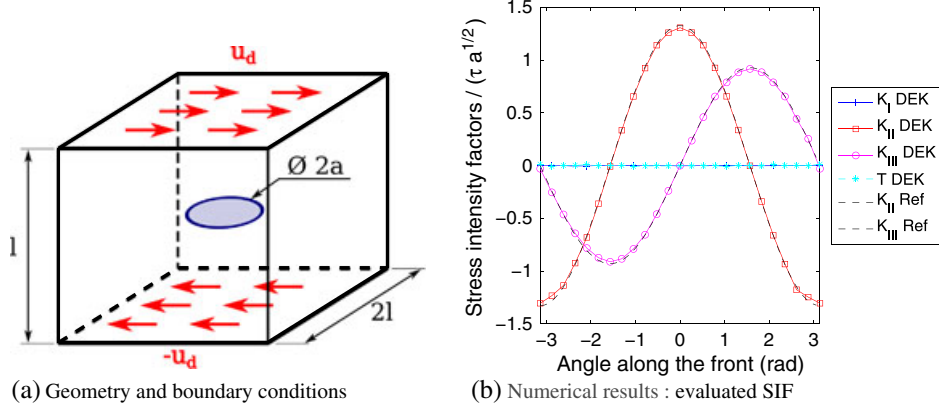 u_d
Ø 2a
l
2l
-u_d
(a) Geometry and boundary conditions
Stress intensity factors / (τ a^{1/2})
1.5
1
0.5
0
−0.5
−1
−1.5
−3 −2 −1 0 1 2 3
Angle along the front (rad)
K_I DEK
K_II DEK
K_III DEK
T DEK
K_II Ref
K_III Ref
(b) Numerical results : evaluated SIF